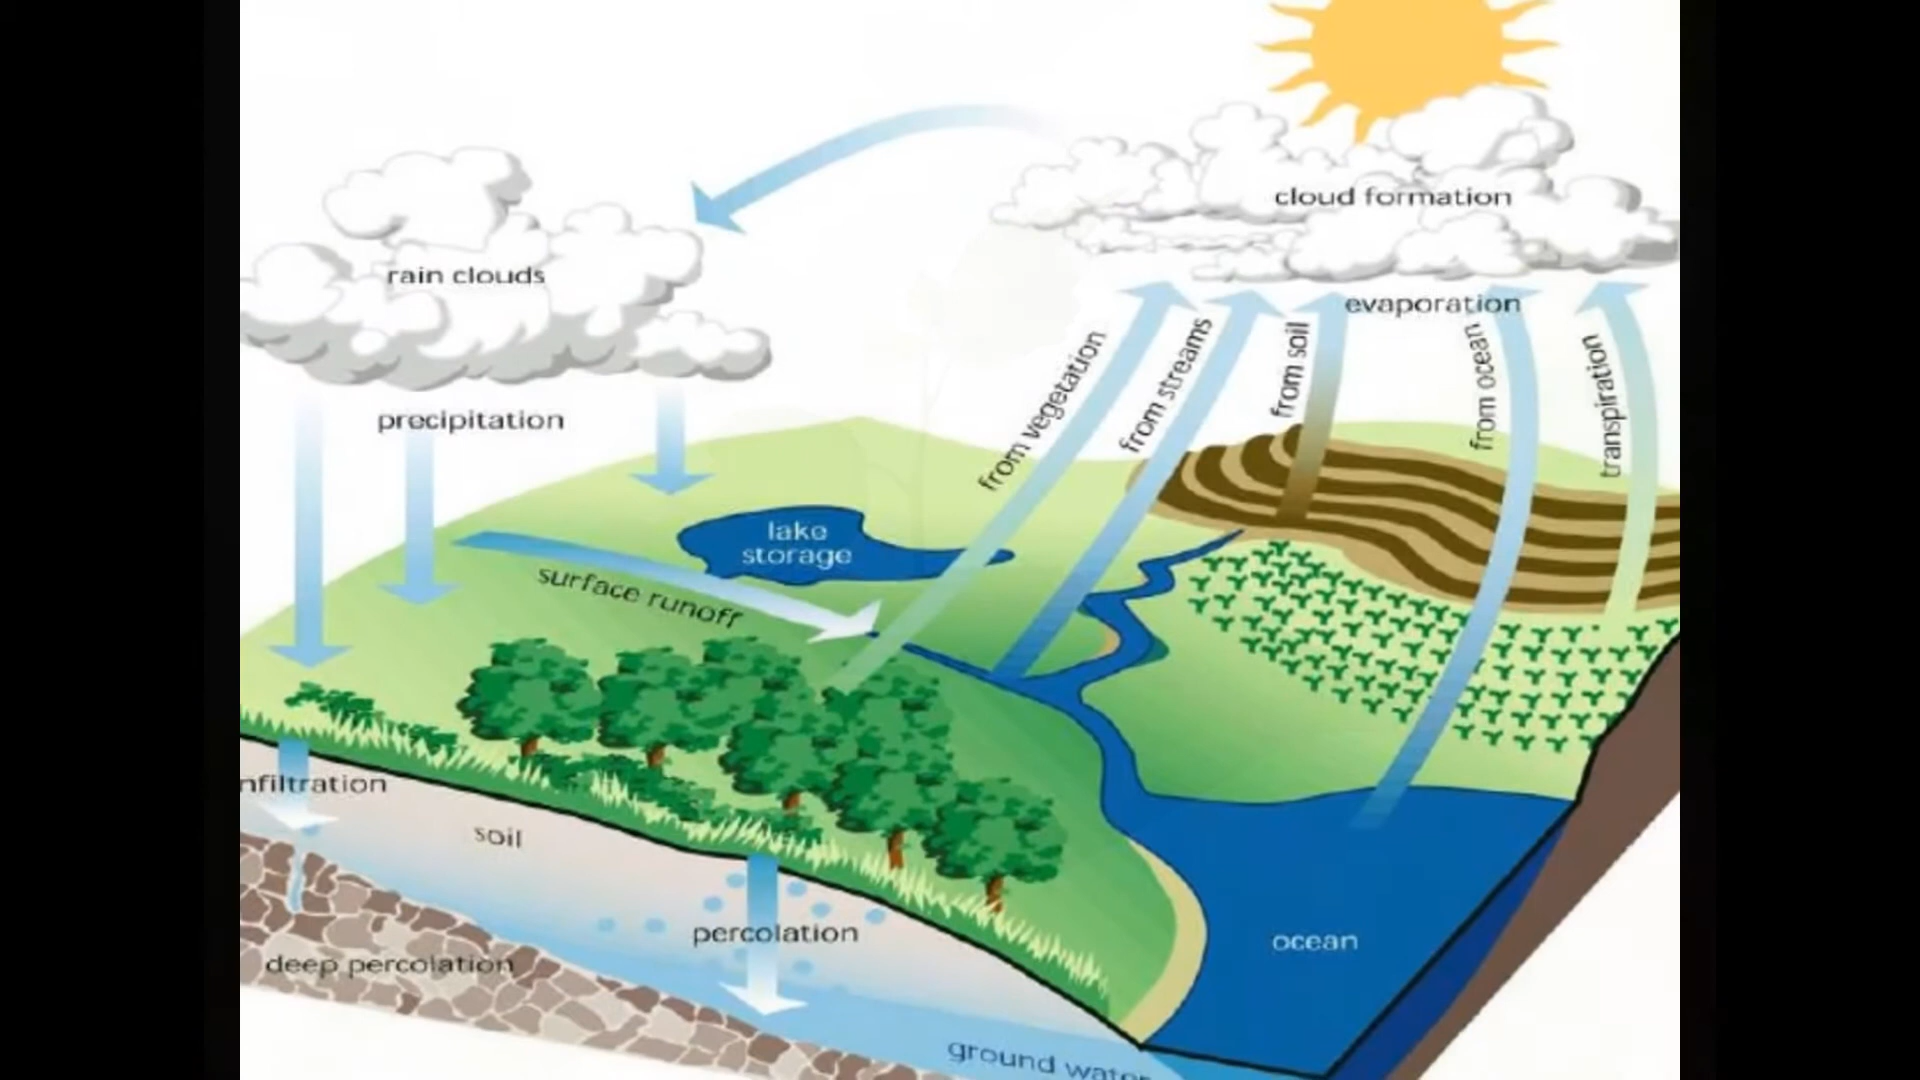 cloud formation
rain clouds
evaporation
from vegetation
from streams
from soil
from ocean
transpiration
precipitation
lake
storage
surface runoff
nfiltration
soil
percolation
deep percolation
ocean
ground water